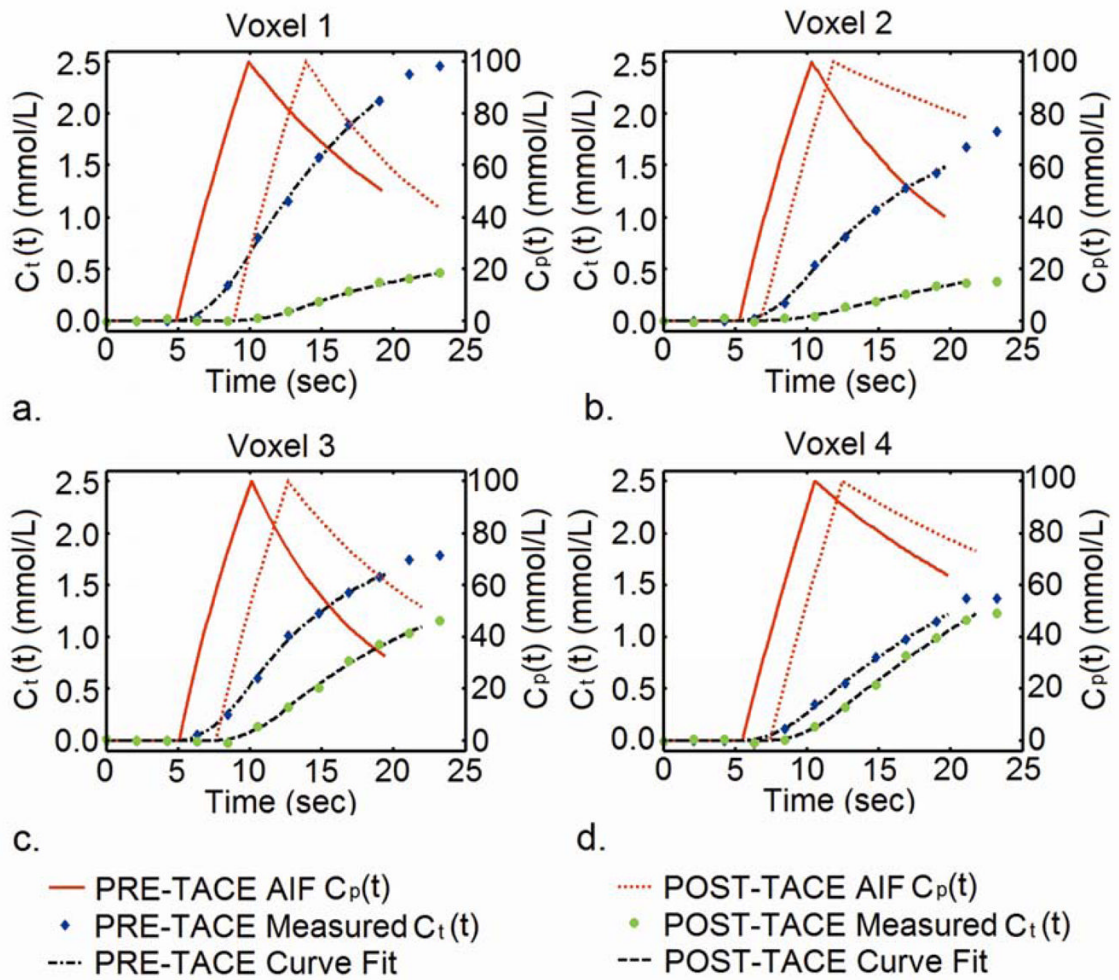 Voxel 1
2.5
2.0
1.5
1.0
0.5
0.0
Ct(t) (mmol/L)
100
80
60
40
20
0
Cp(t) (mmol/L)
0 5 10 15 20 25
Time (sec)
a.
Voxel 2
2.5
2.0
1.5
1.0
0.5
0.0
Ct(t) (mmol/L)
100
80
60
40
20
0
Cp(t) (mmol/L)
0 5 10 15 20 25
Time (sec)
b.
Voxel 3
2.5
2.0
1.5
1.0
0.5
0.0
Ct(t) (mmol/L)
100
80
60
40
20
0
Cp(t) (mmol/L)
0 5 10 15 20 25
Time (sec)
c.
Voxel 4
2.5
2.0
1.5
1.0
0.5
0.0
Ct(t) (mmol/L)
100
80
60
40
20
0
Cp(t) (mmol/L)
0 5 10 15 20 25
Time (sec)
d.
PRE-TACE AIF Cp(t)
PRE-TACE Measured Ct(t)
PRE-TACE Curve Fit
POST-TACE AIF Cp(t)
POST-TACE Measured Ct(t)
POST-TACE Curve Fit